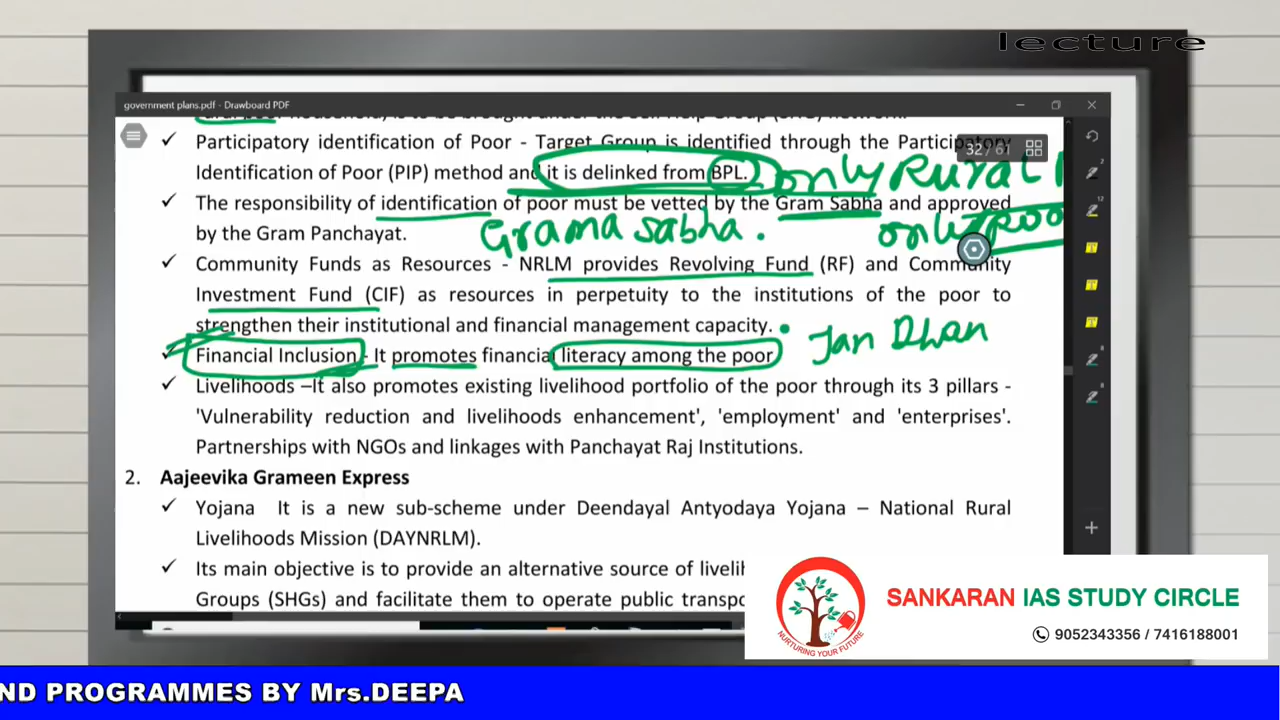 lecture
government plans.pdf - Drawboard PDF
32 / 61
Participatory identification of Poor - Target Group is identified through the Participatory
Identification of Poor (PIP) method and it is delinked from BPL. only Rural
The responsibility of identification of poor must be vetted by the Gram Sabha and approved
by the Gram Panchayat. Grama sabha. only
Community Funds as Resources - NRLM provides Revolving Fund (RF) and Community
Investment Fund (CIF) as resources in perpetuity to the institutions of the poor to
strengthen their institutional and financial management capacity.
Financial Inclusion - It promotes financial literacy among the poor Jan Dhan
Livelihoods –It also promotes existing livelihood portfolio of the poor through its 3 pillars -
'Vulnerability reduction and livelihoods enhancement', 'employment' and 'enterprises'.
Partnerships with NGOs and linkages with Panchayat Raj Institutions.
2. Aajeevika Grameen Express
Yojana It is a new sub-scheme under Deendayal Antyodaya Yojana – National Rural
Livelihoods Mission (DAYNRLM).
Its main objective is to provide an alternative source of
Groups (SHGs) and facilitate them to operate public
NURTURING YOUR FUTURE
SANKARAN IAS STUDY CIRCLE
9052343356 / 7416188001
ND PROGRAMMES BY Mrs.DEEPA